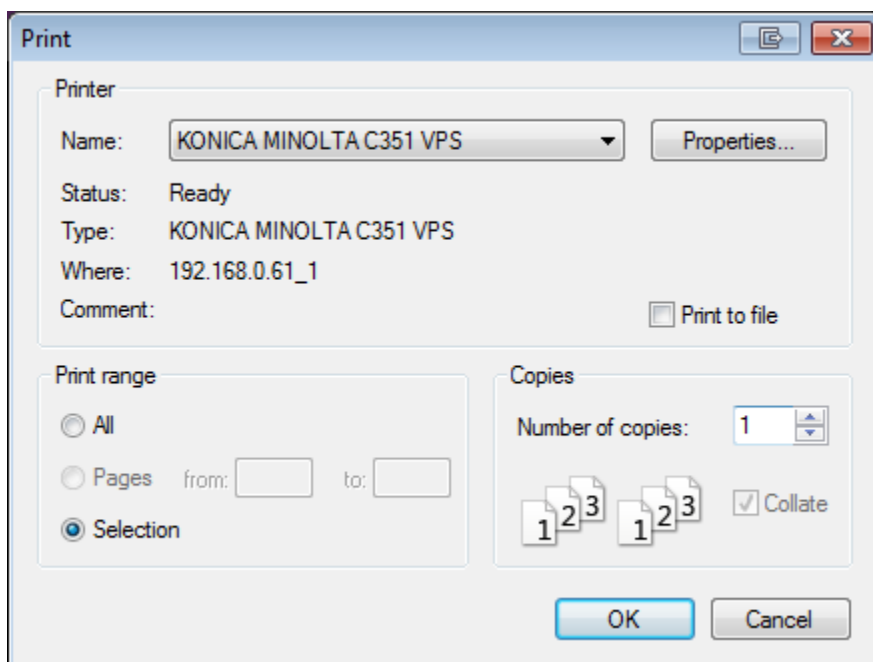 Print
Printer
Name: KONICA MINOLTA C351 VPS Properties...
Status: Ready
Type: KONICA MINOLTA C351 VPS
Where: 192.168.0.61_1
Comment: Print to file
Print range
All
Pages from: to:
Selection
Copies
Number of copies: 1
1 2 3 1 2 3 Collate
OK Cancel